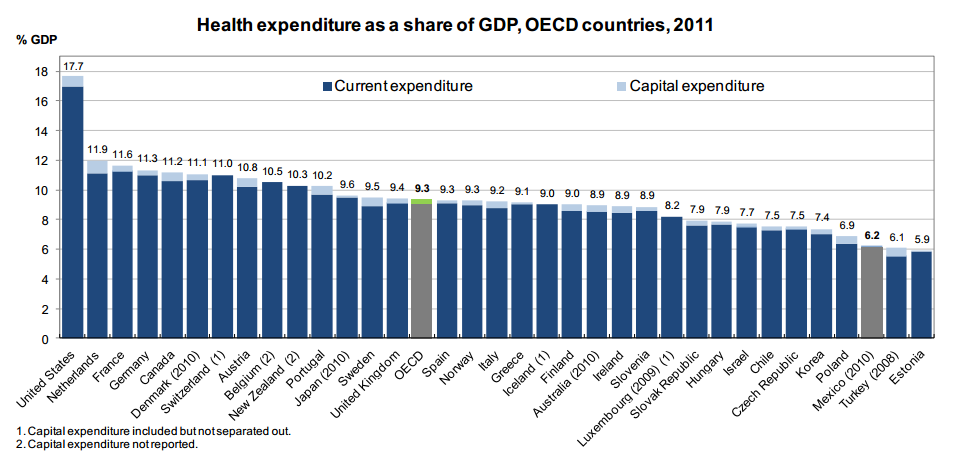 Health expenditure as a share of GDP, OECD countries, 2011
% GDP
Current expenditure
Capital expenditure
18
16
14
12
10
8
6
4
2
0
17.7
11.9
11.6
11.3
11.2
11.1
11.0
10.8
10.5
10.3
10.2
9.6
9.5
9.4
9.3
9.3
9.3
9.2
9.1
9.0
9.0
8.9
8.9
8.9
8.2
7.9
7.9
7.7
7.5
7.5
7.4
6.9
6.2
6.1
5.9
United States
Netherlands
France
Germany
Canada
Denmark (2010)
Switzerland (1)
Austria
Belgium (2)
New Zealand (2)
Portugal
Japan (2010)
Sweden
United Kingdom
OECD
Spain
Norway
Italy
Greece
Iceland (1)
Finland
Australia (2010)
Ireland
Slovenia
Luxembourg (2009) (1)
Slovak Republic
Hungary
Israel
Chile
Czech Republic
Korea
Poland
Mexico (2010)
Turkey (2008)
Estonia
1. Capital expenditure included but not separated out.
2. Capital expenditure not reported.